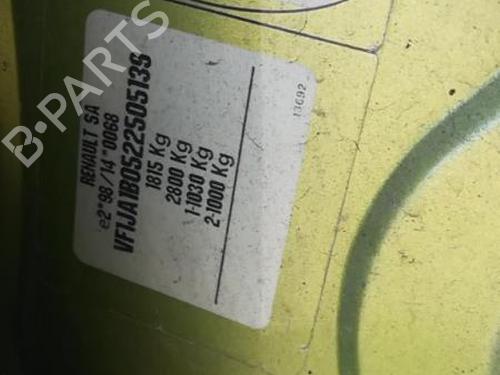 RENAULT SA
e2*98/14*0068
VF1JA1B0522505139
1815 Kg
2800 Kg
1-1030 Kg
2-1000 Kg
13692
B-PARTS